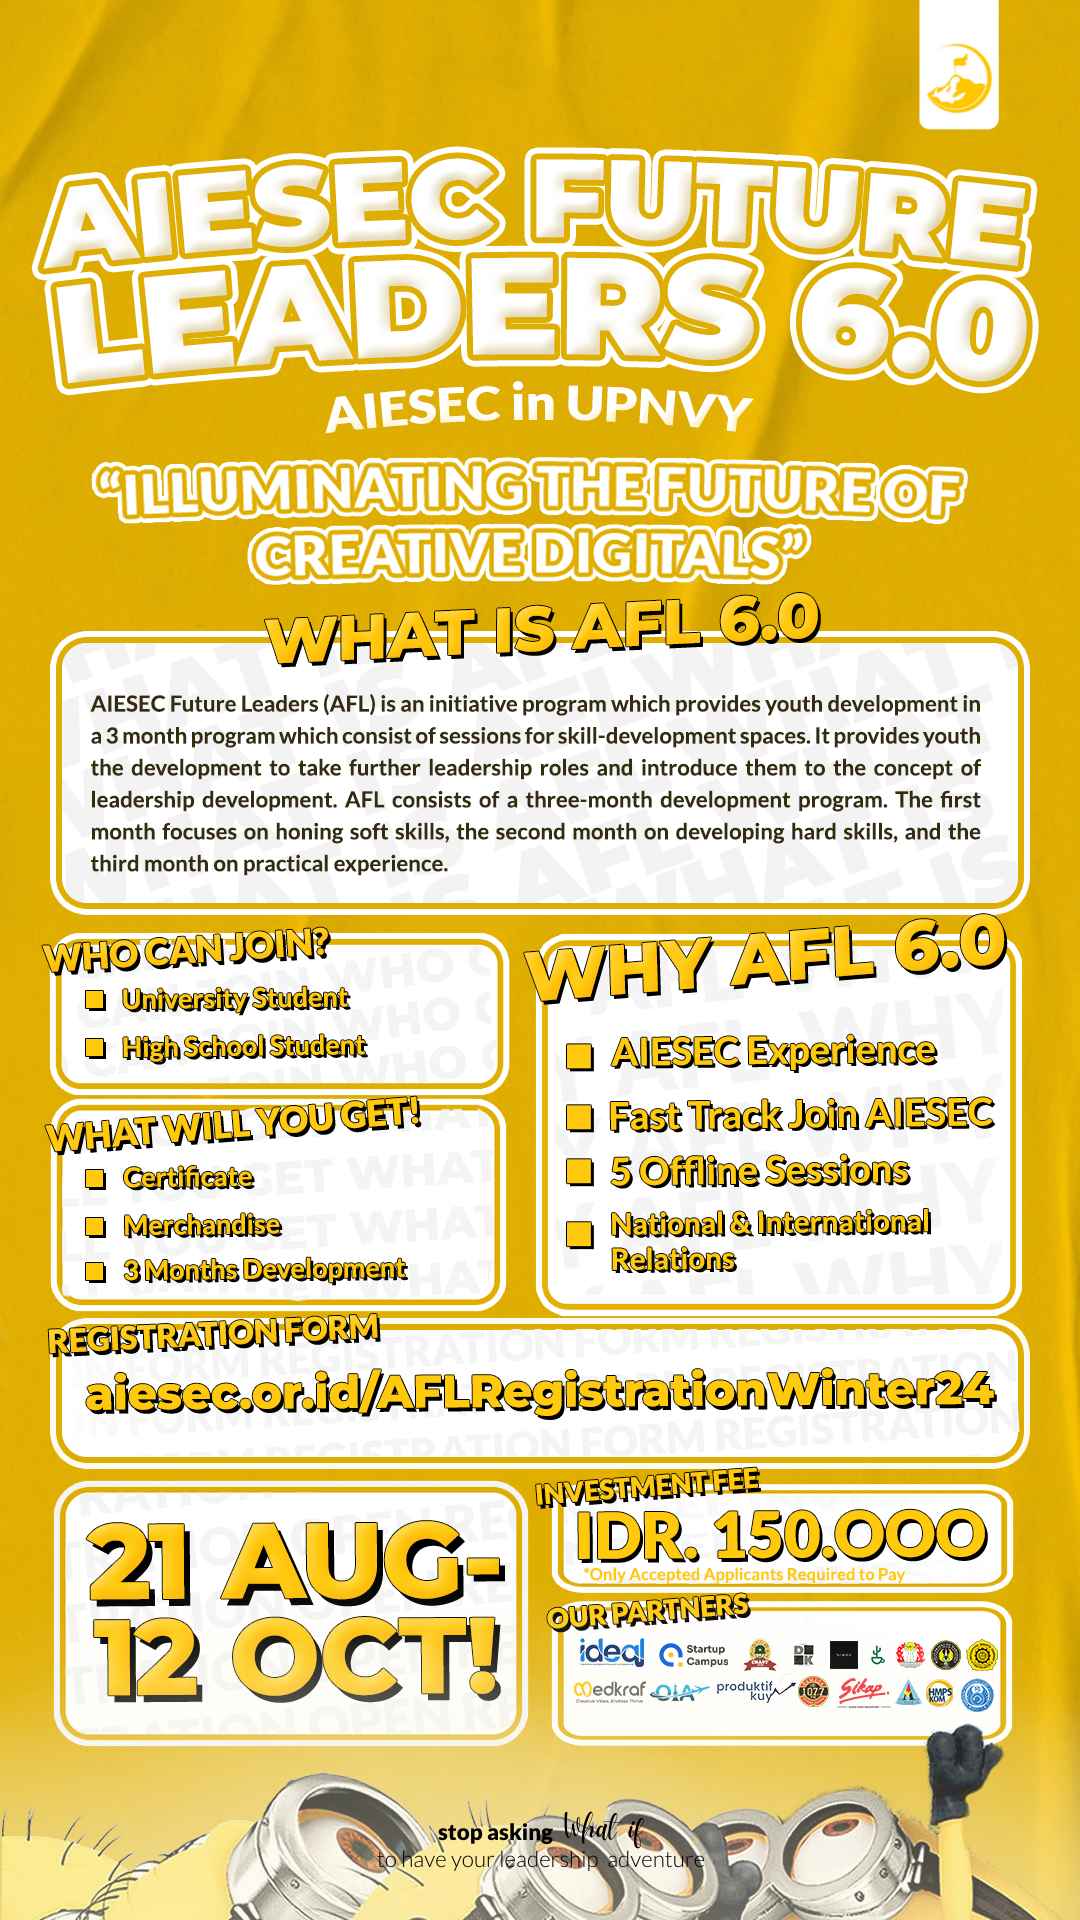 AIESEC FUTURE
LEADERS 6.0
AIESEC in UPNVY
“ILLUMINATING THE FUTURE OF
CREATIVE DIGITALS”
WHAT IS AFL 6.0
AIESEC Future Leaders (AFL) is an initiative program which provides youth development in
a 3 month program which consist of sessions for skill-development spaces. It provides youth
the development to take further leadership roles and introduce them to the concept of
leadership development. AFL consists of a three-month development program. The first
month focuses on honing soft skills, the second month on developing hard skills, and the
third month on practical experience.
WHO CAN JOIN?
University Student
High School Student
WHAT WILL YOU GET!
Certificate
Merchandise
3 Months Development
WHY AFL 6.0
AIESEC Experience
Fast Track Join AIESEC
5 Offline Sessions
National & International
Relations
REGISTRATION FORM
aiesec.or.id/AFLRegistrationWinter24
21 AUG-
12 OCT!
INVESTMENT FEE
IDR. 150.000
*Only Accepted Applicants Required to Pay
OUR PARTNERS
ideal
Startup
Campus
Medkraf
OIA
produktif
kuy
1077
Sikap.
HMPS
KOM
stop asking What if
to have your leadership adventure